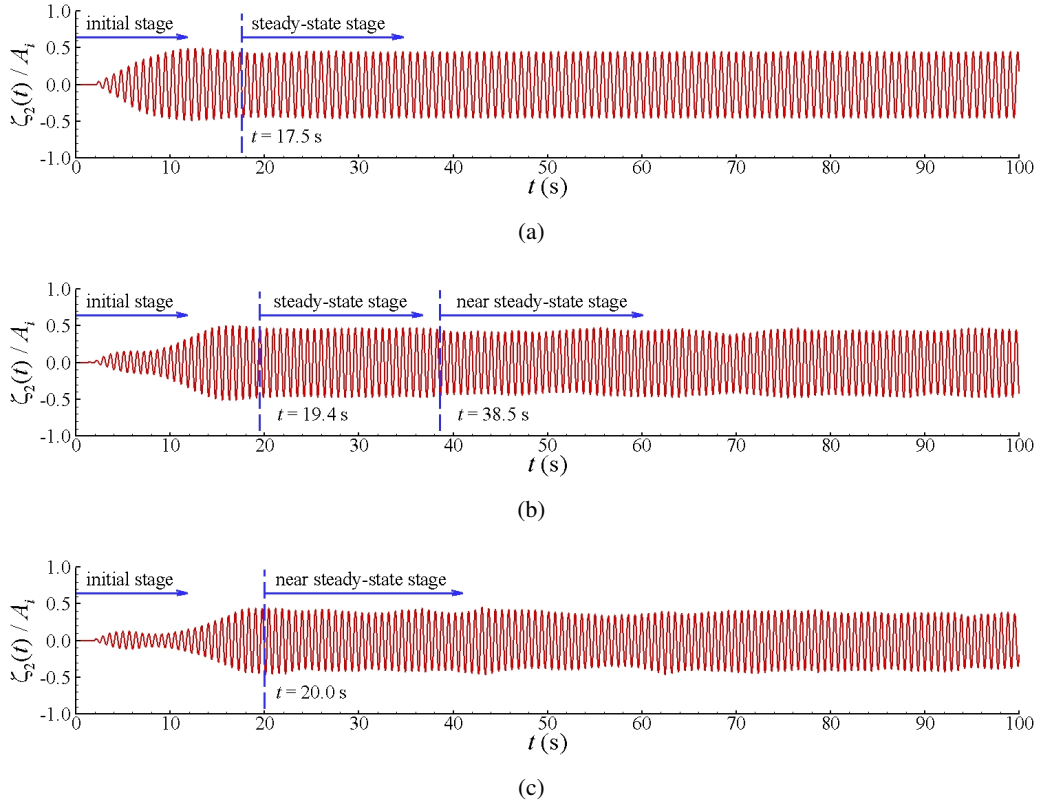 1.0
initial stage
steady-state stage
0.5
0.0
-0.5
-1.0
ζ2(t) / Ai
t = 17.5 s
0 10 20 30 40 50 60 70 80 90 100
t (s)
(a)
1.0
initial stage
steady-state stage
near steady-state stage
0.5
0.0
-0.5
-1.0
ζ2(t) / Ai
t = 19.4 s
t = 38.5 s
0 10 20 30 40 50 60 70 80 90 100
t (s)
(b)
1.0
initial stage
near steady-state stage
0.5
0.0
-0.5
-1.0
ζ2(t) / Ai
t = 20.0 s
0 10 20 30 40 50 60 70 80 90 100
t (s)
(c)